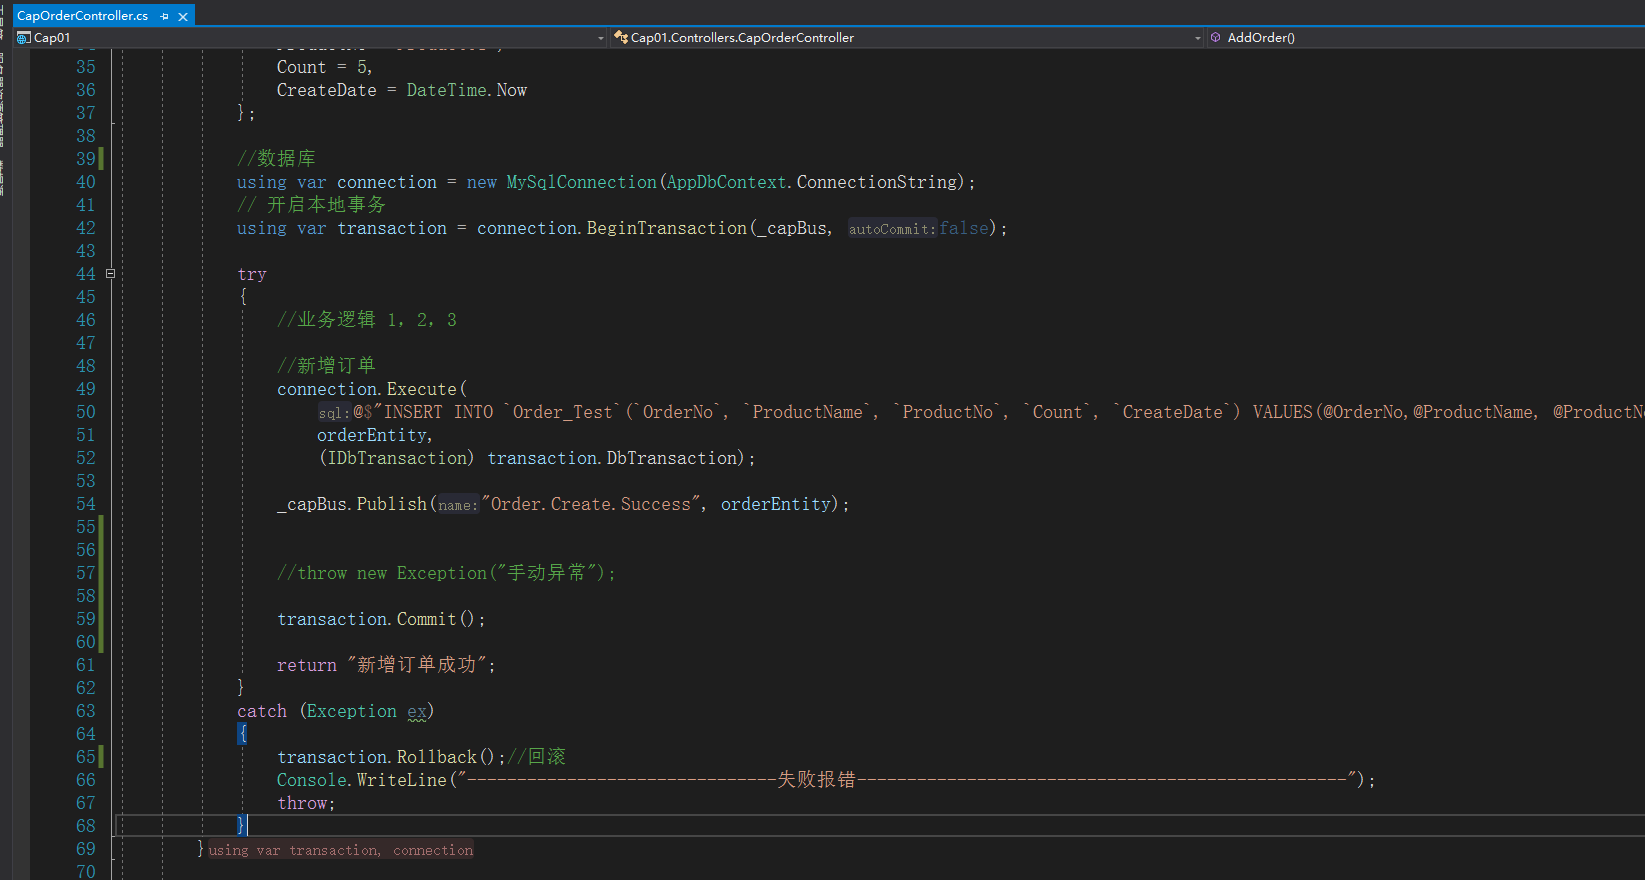 CapOrderController.cs
Cap01
Cap01.Controllers.CapOrderController
AddOrder()
35 Count = 5,
36 CreateDate = DateTime.Now
37 };
38
39 //数据库
40 using var connection = new MySqlConnection(AppDbContext.ConnectionString);
41 // 开启本地事务
42 using var transaction = connection.BeginTransaction(_capBus, autoCommit:false);
43
44 try
45 {
46 //业务逻辑 1, 2, 3
47
48 //新增订单
49 connection.Execute(
50 sql:@$"INSERT INTO `Order_Test`(`OrderNo`, `ProductName`, `ProductNo`, `Count`, `CreateDate`) VALUES(@OrderNo,@ProductName, @ProductNo
51 orderEntity,
52 (IDbTransaction) transaction.DbTransaction);
53
54 _capBus.Publish(name:"Order.Create.Success", orderEntity);
55
56
57 //throw new Exception("手动异常");
58
59 transaction.Commit();
60
61 return "新增订单成功";
62 }
63 catch (Exception ex)
64 {
65 transaction.Rollback();//回滚
66 Console.WriteLine("-------------------------------失败报错-------------------------------------------------");
67 throw;
68 }
69 } using var transaction, connection
70